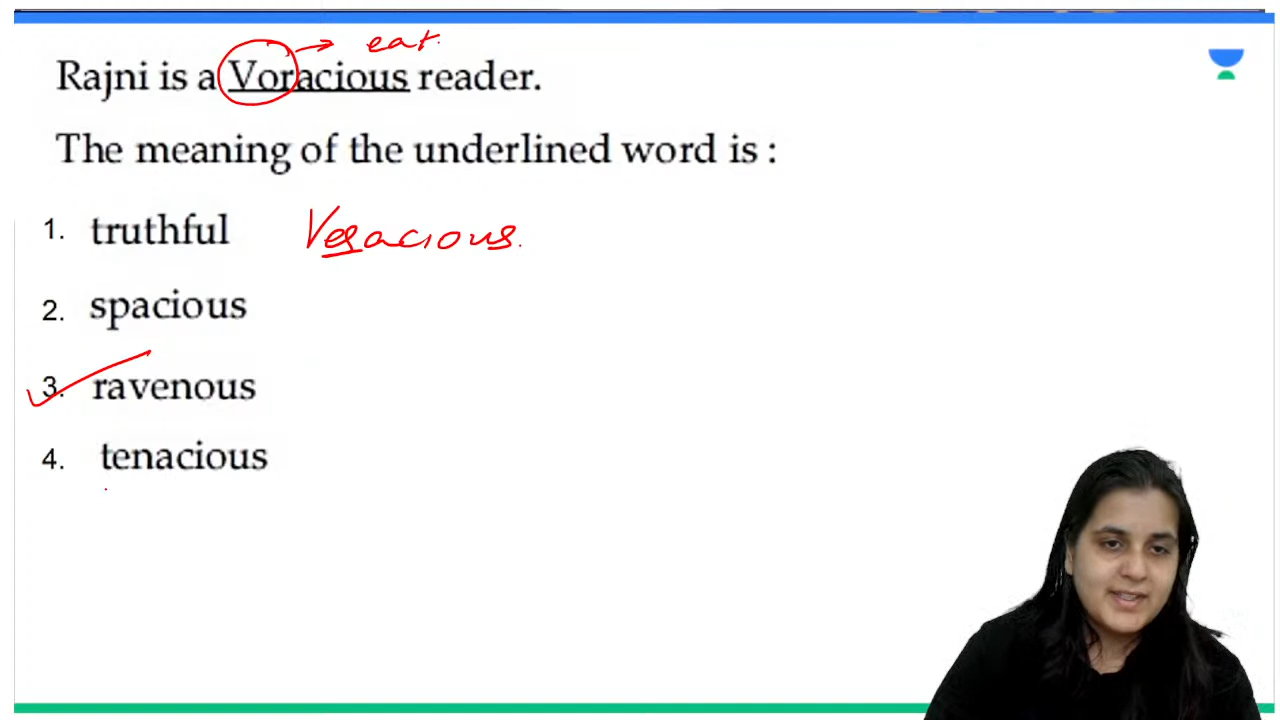 eat.
Rajni is a Voracious reader.
The meaning of the underlined word is :
1. truthful Veracious.
2. spacious
3. ravenous
4. tenacious